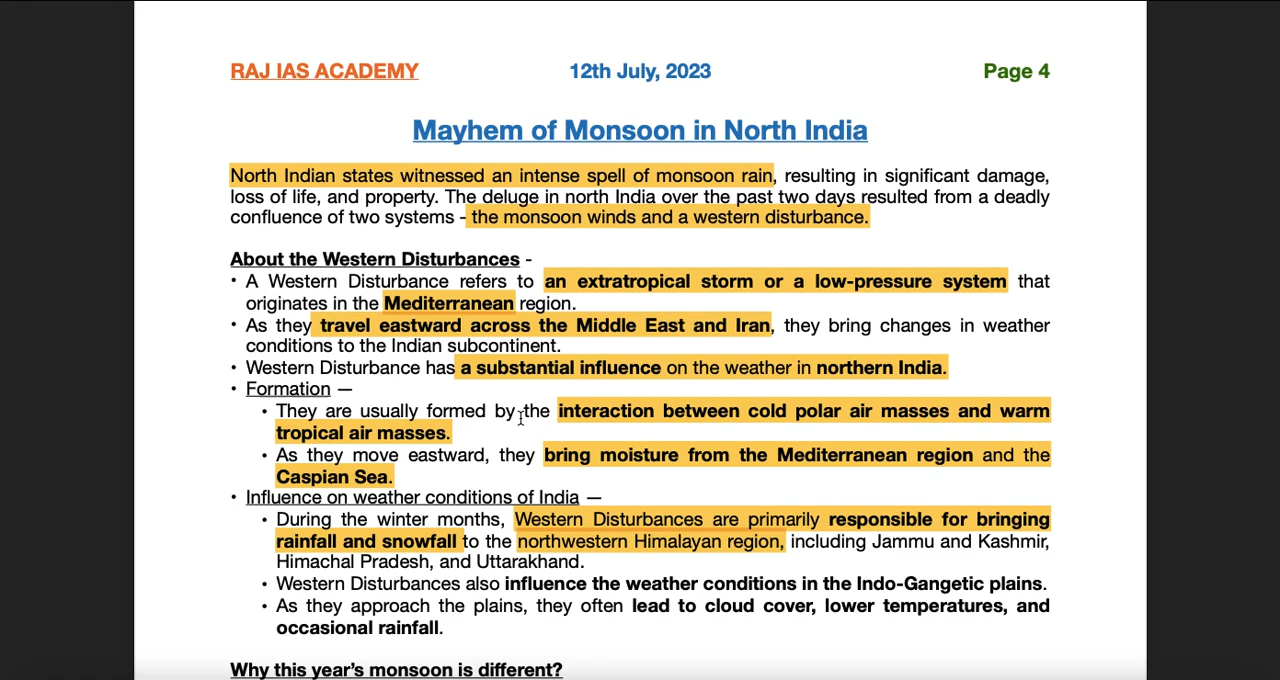 RAJ IAS ACADEMY 12th July, 2023 Page 4
Mayhem of Monsoon in North India
North Indian states witnessed an intense spell of monsoon rain, resulting in significant damage,
loss of life, and property. The deluge in north India over the past two days resulted from a deadly
confluence of two systems - the monsoon winds and a western disturbance.
About the Western Disturbances -
• A Western Disturbance refers to an extratropical storm or a low-pressure system that
originates in the Mediterranean region.
• As they travel eastward across the Middle East and Iran, they bring changes in weather
conditions to the Indian subcontinent.
• Western Disturbance has a substantial influence on the weather in northern India.
• Formation —
• They are usually formed by the interaction between cold polar air masses and warm
tropical air masses.
• As they move eastward, they bring moisture from the Mediterranean region and the
Caspian Sea.
• Influence on weather conditions of India —
• During the winter months, Western Disturbances are primarily responsible for bringing
rainfall and snowfall to the northwestern Himalayan region, including Jammu and Kashmir,
Himachal Pradesh, and Uttarakhand.
• Western Disturbances also influence the weather conditions in the Indo-Gangetic plains.
• As they approach the plains, they often lead to cloud cover, lower temperatures, and
occasional rainfall.
Why this year's monsoon is different?